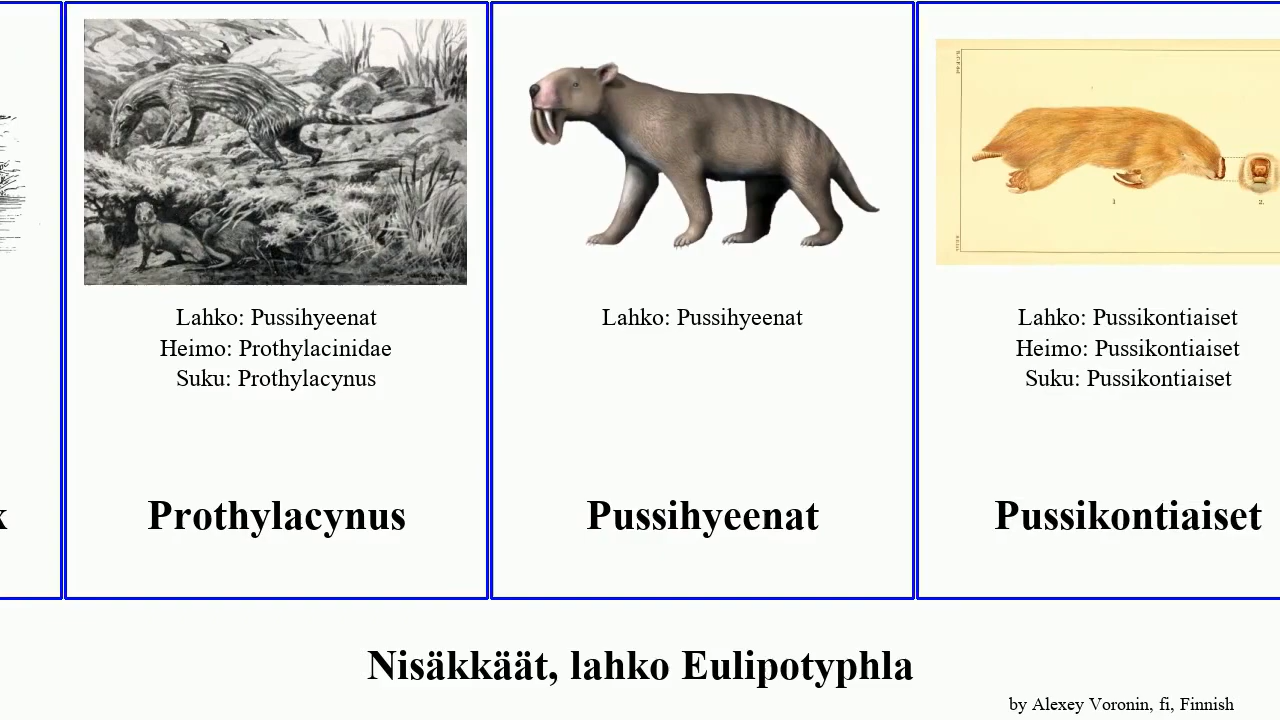 Lahko: Pussihyeenat
Heimo: Prothylacinidae
Suku: Prothylacynus
Prothylacynus
Lahko: Pussihyeenat
Pussihyeenat
Lahko: Pussikontiaiset
Heimo: Pussikontiaiset
Suku: Pussikontiaiset
Pussikontiaiset
Nisäkkäät, lahko Eulipotyphla
by Alexey Voronin, fi, Finnish